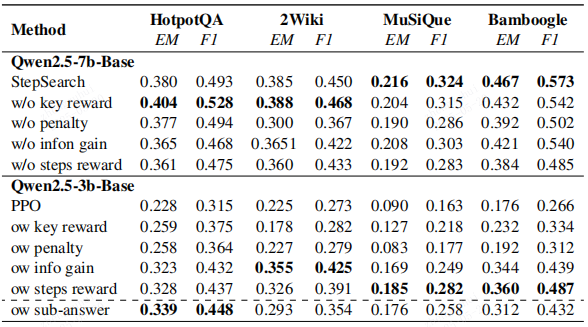 Method HotpotQA 2Wiki MuSiQue Bamboogle
EM F1 EM F1 EM F1 EM F1
Qwen2.5-7b-Base
StepSearch 0.380 0.493 0.385 0.450 0.216 0.324 0.467 0.573
w/o key reward 0.404 0.528 0.388 0.468 0.204 0.315 0.432 0.542
w/o penalty 0.377 0.494 0.300 0.367 0.190 0.286 0.392 0.502
w/o infon gain 0.365 0.468 0.3651 0.422 0.208 0.303 0.421 0.540
w/o steps reward 0.361 0.475 0.360 0.433 0.192 0.283 0.384 0.485
Qwen2.5-3b-Base
PPO 0.228 0.315 0.225 0.273 0.090 0.163 0.176 0.266
ow key reward 0.259 0.375 0.178 0.282 0.127 0.218 0.232 0.334
ow penalty 0.258 0.364 0.227 0.279 0.083 0.177 0.192 0.312
ow info gain 0.323 0.432 0.355 0.425 0.169 0.249 0.344 0.439
ow steps reward 0.328 0.437 0.326 0.391 0.185 0.282 0.360 0.487
ow sub-answer 0.339 0.448 0.293 0.354 0.176 0.258 0.312 0.432